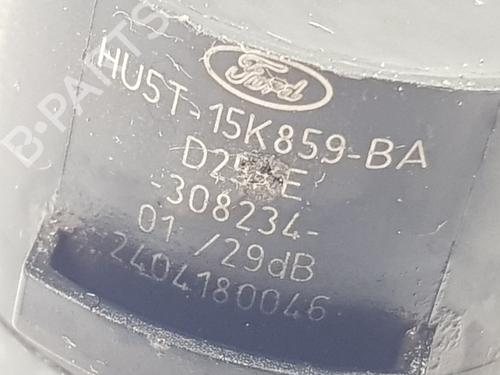 B-PARTS
Ford
HU5T-15K859-BA
-308234-
01 /29dB
2404180046